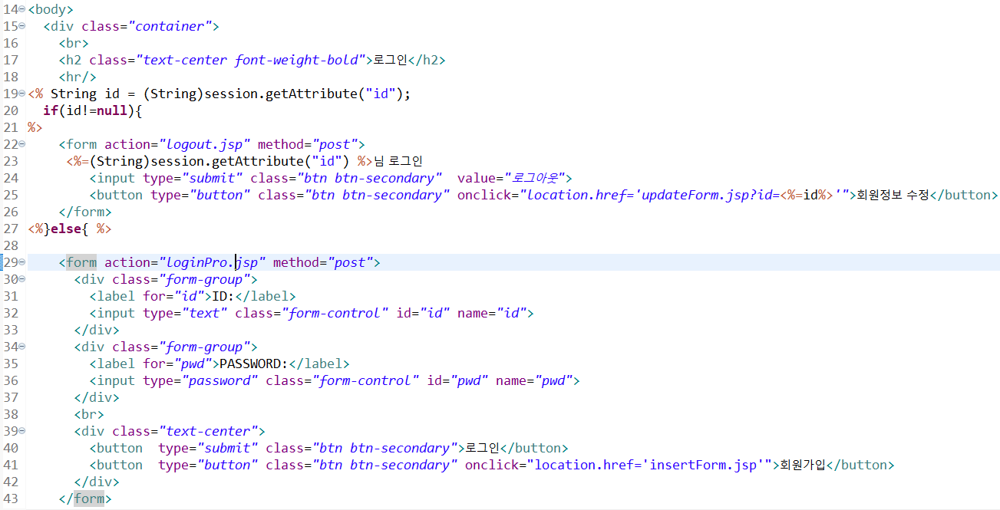 14 <body>
15 <div class="container">
16 <br>
17 <h2 class="text-center font-weight-bold">로그인</h2>
18 <hr/>
19 <% String id = (String)session.getAttribute("id");
20 if(id!=null){
21 %>
22 <form action="logout.jsp" method="post">
23 <%=(String)session.getAttribute("id") %>님 로그인
24 <input type="submit" class="btn btn-secondary"  value="로그아웃">
25 <button type="button" class="btn btn-secondary" onclick="location.href='updateForm.jsp?id=<%=id%>'">회원정보 수정</button>
26 </form>
27 <%}else{ %>
28
29 <form action="loginPro.jsp" method="post">
30 <div class="form-group">
31 <label for="id">ID:</label>
32 <input type="text" class="form-control" id="id" name="id">
33 </div>
34 <div class="form-group">
35 <label for="pwd">PASSWORD:</label>
36 <input type="password" class="form-control" id="pwd" name="pwd">
37 </div>
38 <br>
39 <div class="text-center">
40 <button  type="submit" class="btn btn-secondary">로그인</button>
41 <button  type="button" class="btn btn-secondary" onclick="location.href='insertForm.jsp'">회원가입</button>
42 </div>
43 </form>